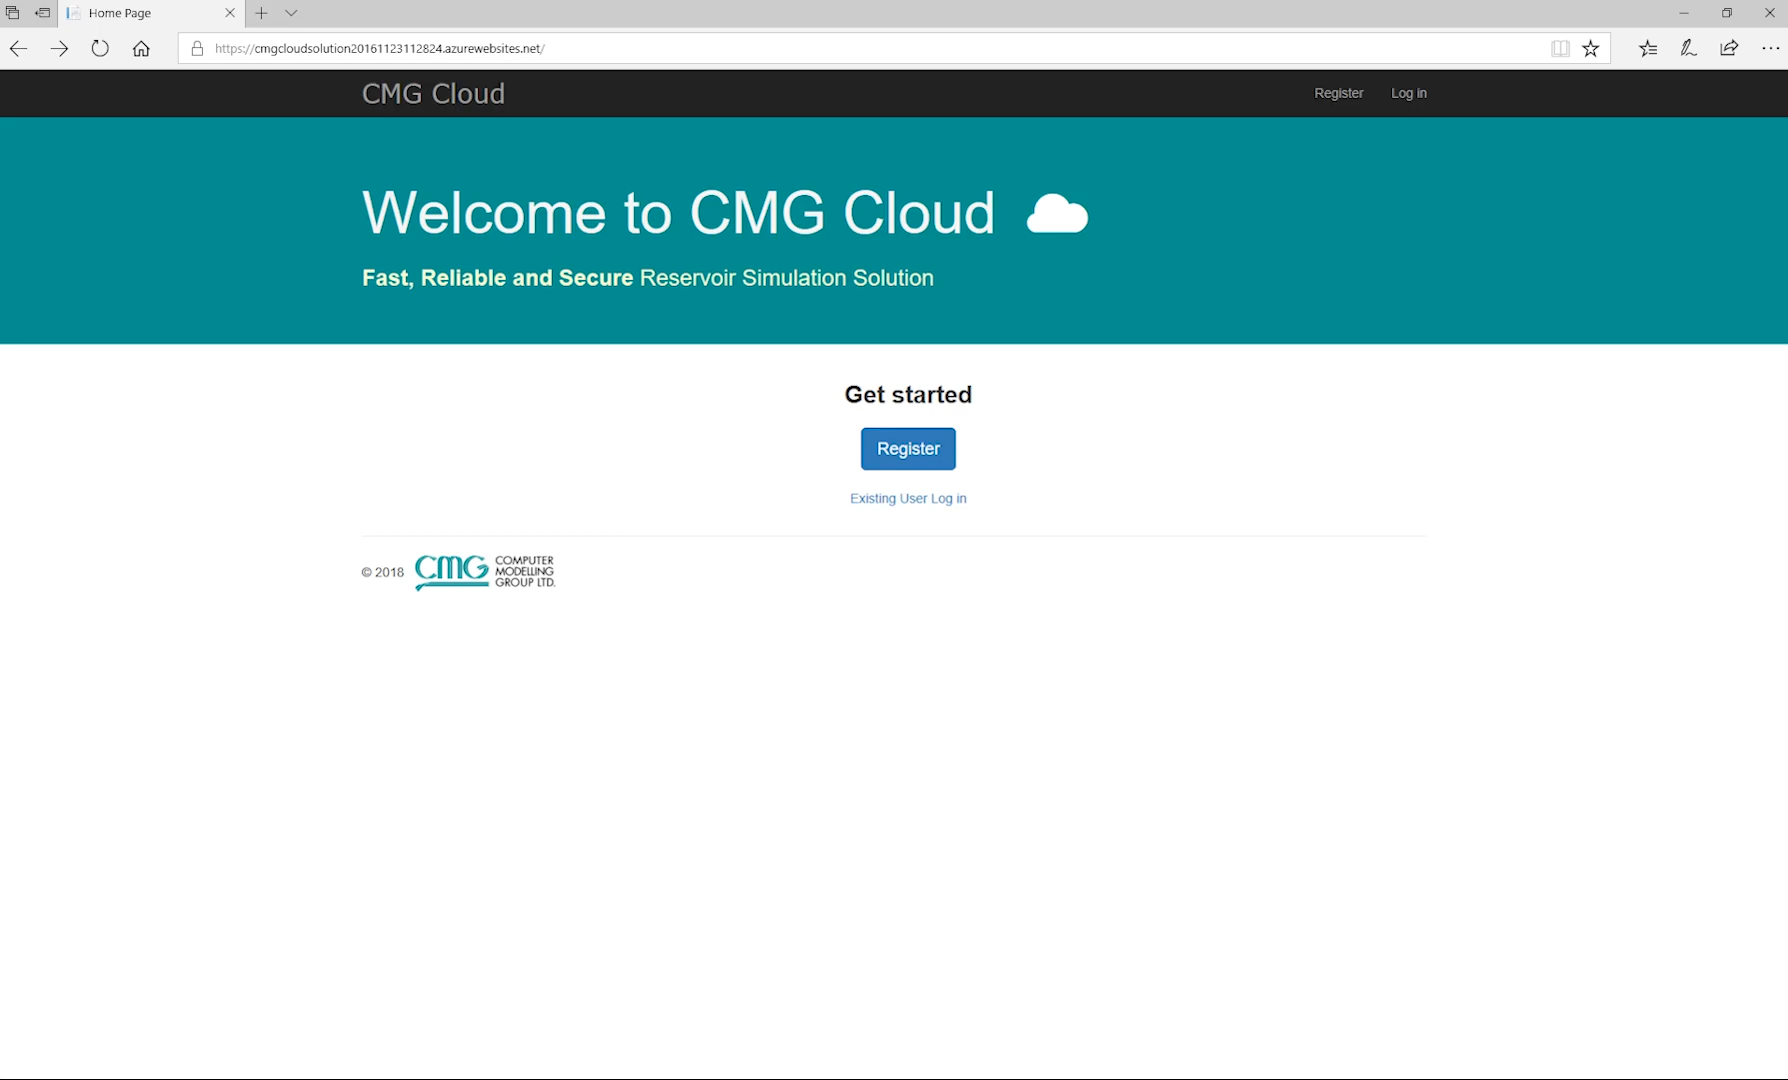 Home Page
https://cmgcloudsolution20161123112824.azurewebsites.net/
CMG Cloud
Register
Log in
Welcome to CMG Cloud
Fast, Reliable and Secure Reservoir Simulation Solution
Get started
Register
Existing User Log in
© 2018
CMG COMPUTER
MODELLING
GROUP LTD.